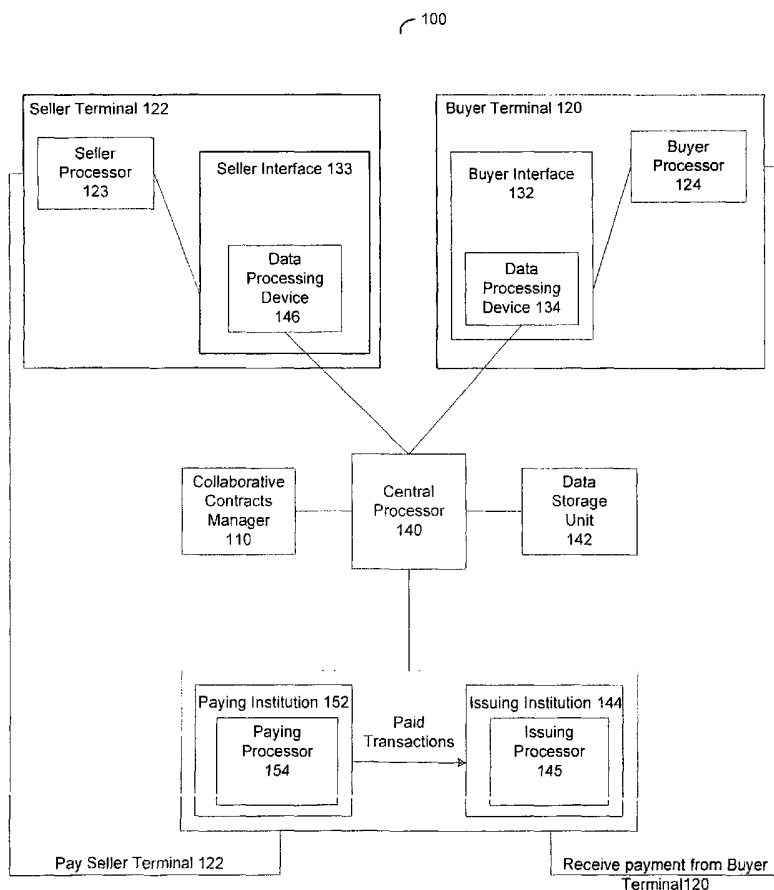 100
Seller Terminal 122
Seller
Processor
123
Seller Interface 133
Data
Processing
Device
146
Buyer Terminal 120
Buyer Interface
132
Data
Processing
Device 134
Buyer
Processor
124
Collaborative
Contracts
Manager
110
Central
Processor
140
Data
Storage
Unit
142
Paying Institution 152
Paying
Processor
154
Paid
Transactions
Issuing Institution 144
Issuing
Processor
145
Pay Seller Terminal 122
Receive payment from Buyer
Terminal120